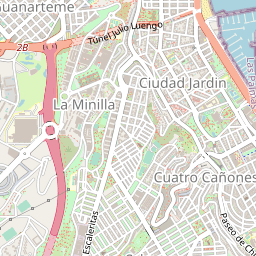 uanarteme
Túnel Julio Luengo
2B
Ciudad Jardín
La Minilla
Las Palmas
Cuatro Cañones
Escaleritas
Paseo de Ch